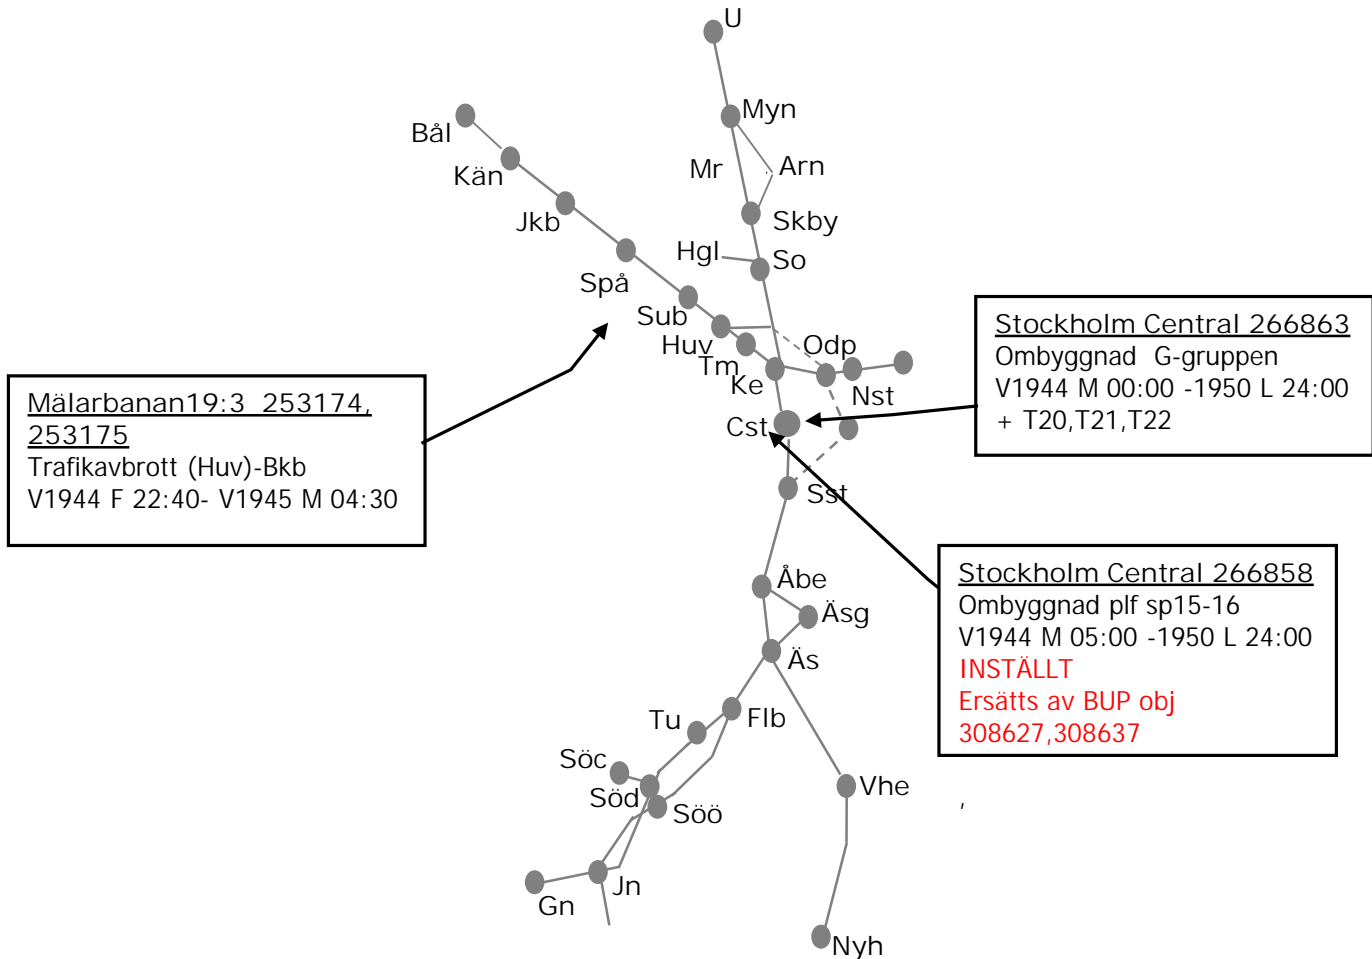 U
Myn
Bål
Mr
Arn
Kän
Jkb
Skby
Hgl
So
Spå
Sub
Huv
Odp
Tm
Ke
Nst
Cst
Sst
Stockholm Central 266863
Ombyggnad G-gruppen
V1944 M 00:00 -1950 L 24:00
+ T20,T21,T22
Mälarbanan19:3 253174,
253175
Trafikavbrott (Huv)-Bkb
V1944 F 22:40- V1945 M 04:30
Stockholm Central 266858
Ombyggnad plf sp15-16
V1944 M 05:00 -1950 L 24:00
INSTÄLLT
Ersätts av BUP obj
308627,308637
Åbe
Äsg
Äs
Tu
Flb
Söc
Söd
Söö
Vhe
,
Jn
Gn
Nyh